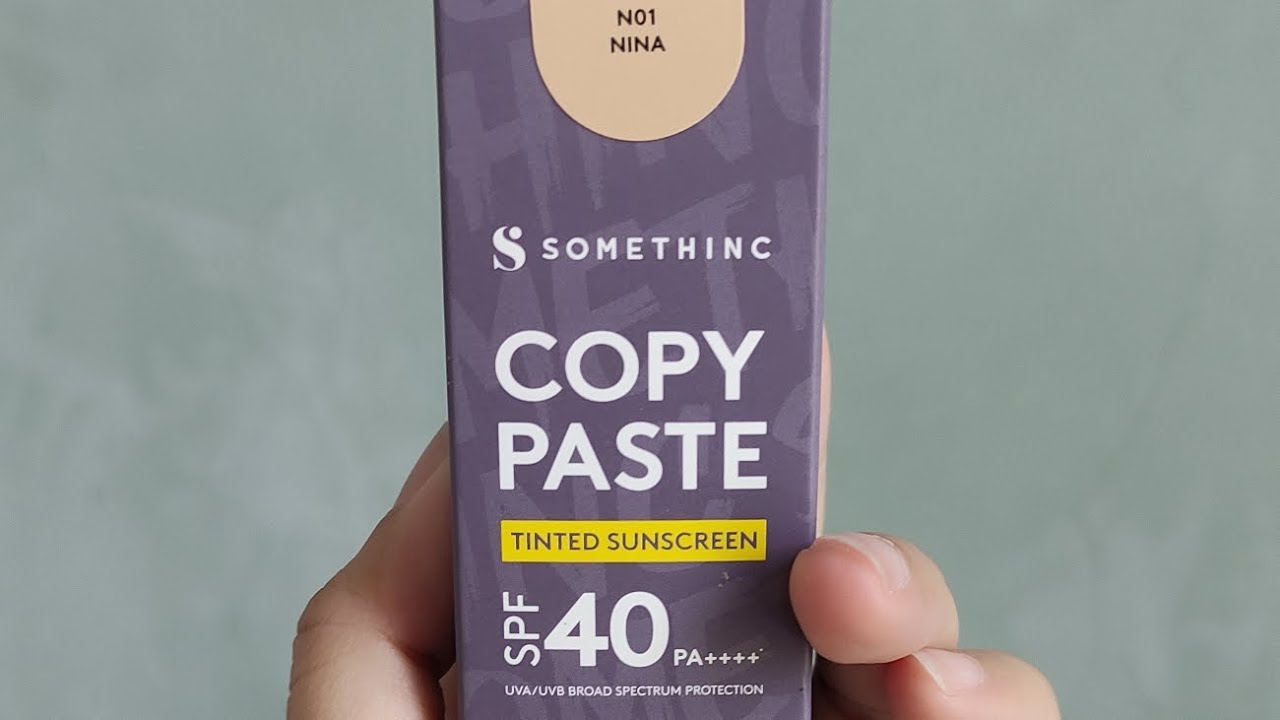 N01
NINA
SOMETHINC
COPY
PASTE
TINTED SUNSCREEN
SPF 40 PA++++
UVA/UVB BROAD SPECTRUM PROTECTION